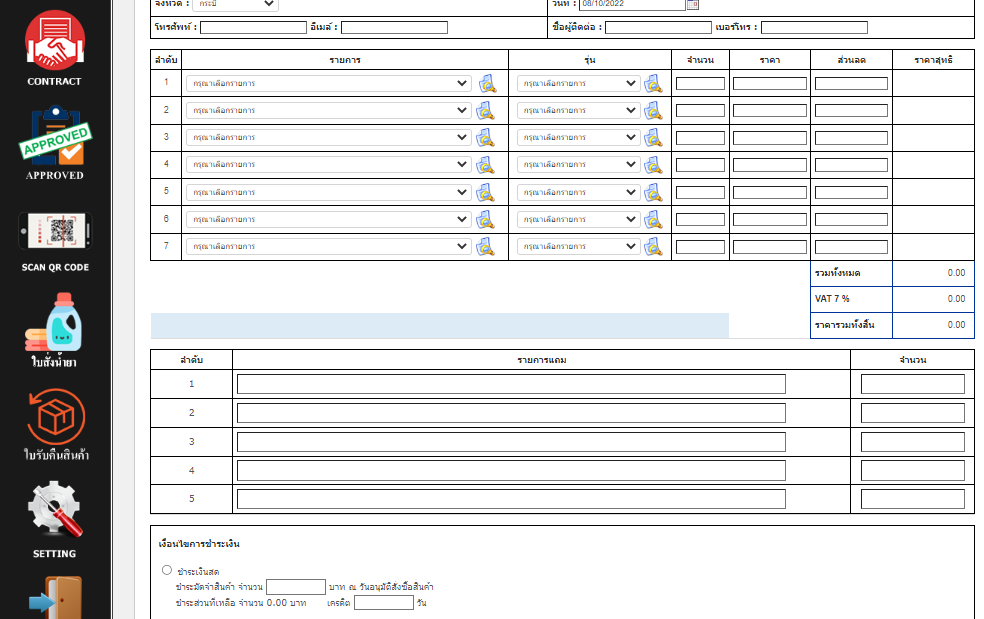 จังหวัด : กระบี่ วันที่ : 08/10/2022
โทรศัพท์ : อีเมล์ : ชื่อผู้ติดต่อ : เบอร์โทร :
ลำดับ รายการ รุ่น จำนวน ราคา ส่วนลด ราคาสุทธิ
1 กรุณาเลือกรายการ กรุณาเลือกรายการ
2 กรุณาเลือกรายการ กรุณาเลือกรายการ
3 กรุณาเลือกรายการ กรุณาเลือกรายการ
4 กรุณาเลือกรายการ กรุณาเลือกรายการ
5 กรุณาเลือกรายการ กรุณาเลือกรายการ
6 กรุณาเลือกรายการ กรุณาเลือกรายการ
7 กรุณาเลือกรายการ กรุณาเลือกรายการ
รวมทั้งหมด 0.00
VAT 7 % 0.00
ราคารวมทั้งสิ้น 0.00
ลำดับ รายการแถม จำนวน
1
2
3
4
5
เงื่อนไขการชำระเงิน
ชำระเงินสด
ชำระมัดจำสินค้า จำนวน บาท ณ วันอนุมัติสั่งซื้อสินค้า
ชำระส่วนที่เหลือ จำนวน 0.00 บาท เครดิต วัน
CONTRACT
APPROVED
APPROVED
SCAN QR CODE
ใบสั่งน้ำยา
ใบรับคืนสินค้า
SETTING